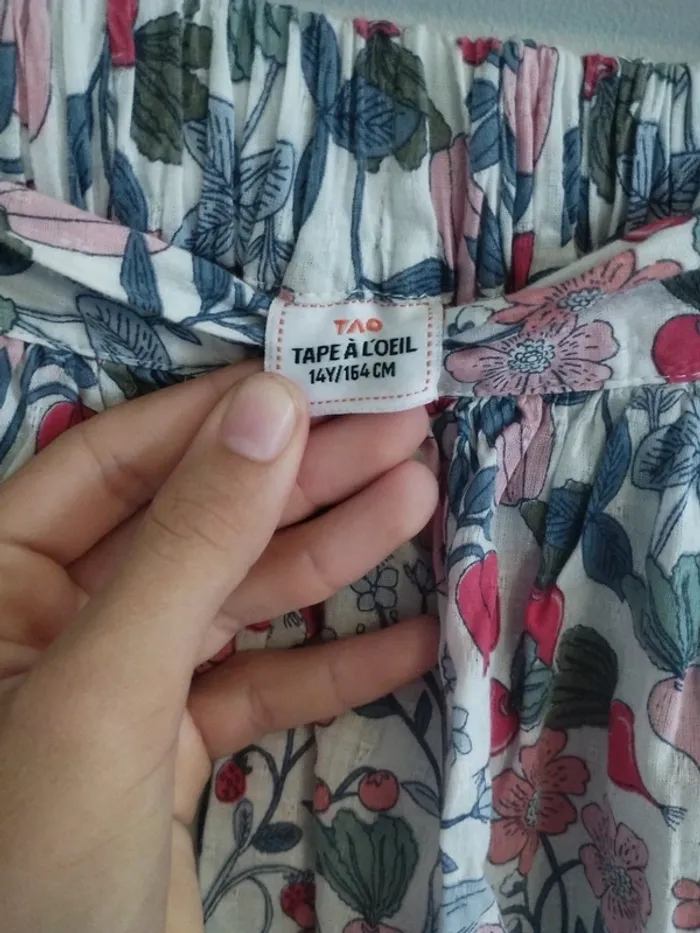 TAO
TAPE À L'OEIL
14Y/164 CM